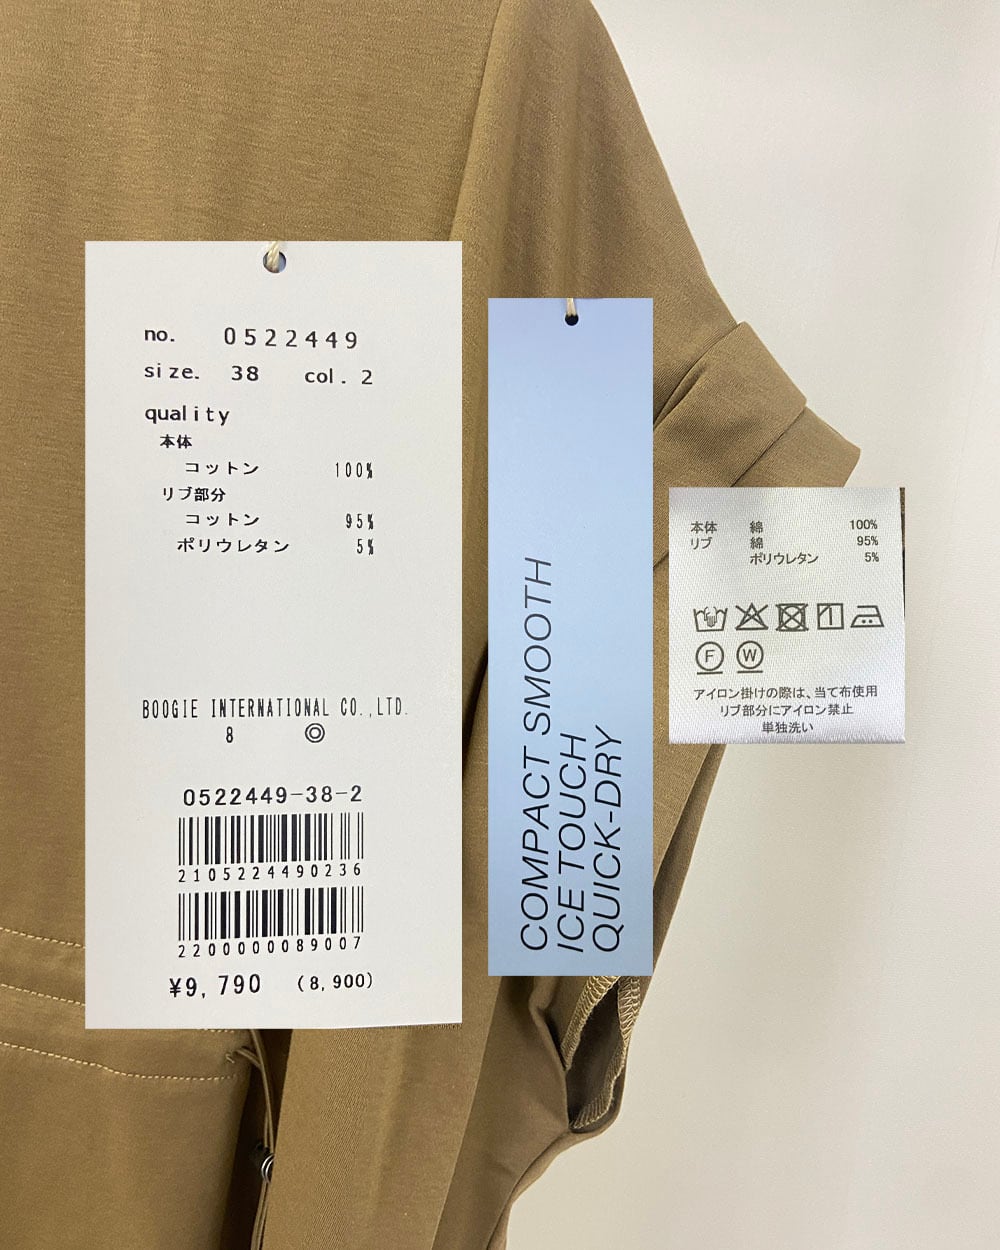 no. 0522449
size. 38 col. 2
quality
本体
コットン 100%
リブ部分
コットン 95%
ポリウレタン 5%
BOOGIE INTERNATIONAL CO.,LTD.
8 ◎
0522449-38-2
2105224490236
2200000089007
¥9,790 (8,900)
COMPACT SMOOTH
ICE TOUCH
QUICK-DRY
本体 綿 100%
リブ 綿 95%
ポリウレタン 5%
F W
アイロン掛けの際は、当て布使用
リブ部分にアイロン禁止
単独洗い